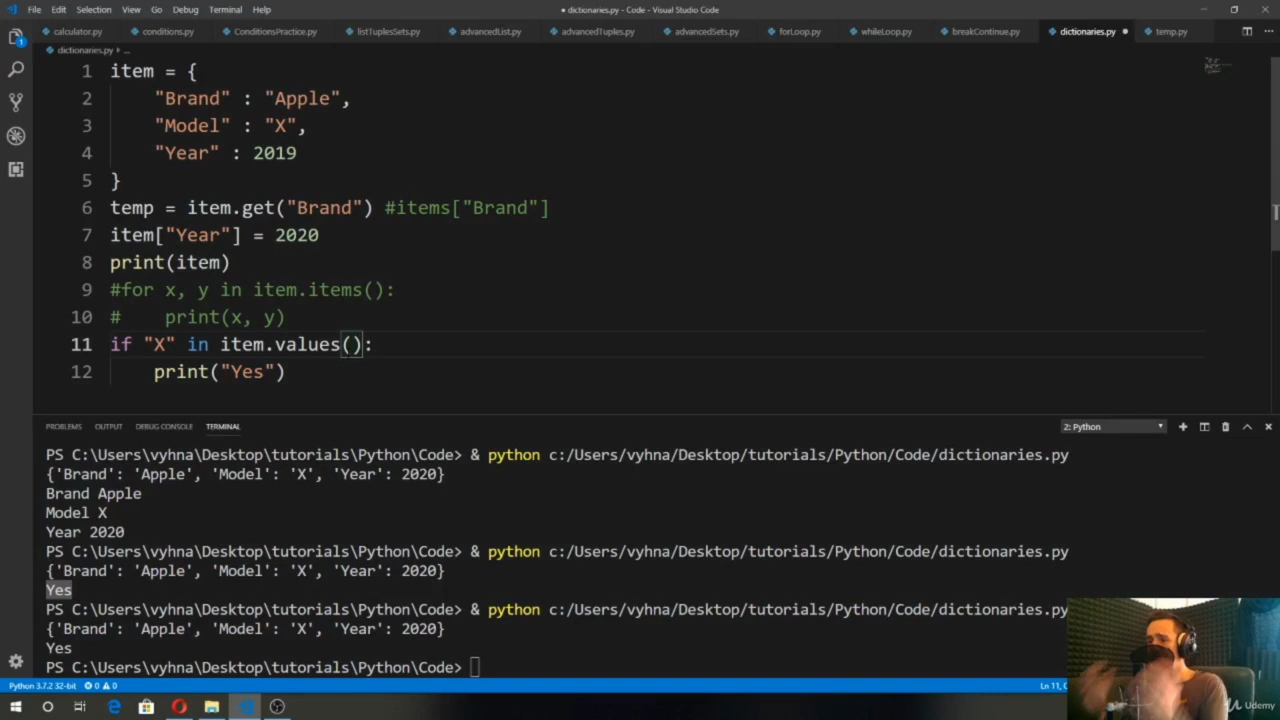 File Edit Selection View Go Debug Terminal Help
● dictionaries.py - Code - Visual Studio Code
calculator.py conditions.py ConditionsPractice.py listTuplesSets.py advancedList.py advancedTuples.py advancedSets.py forLoop.py whileLoop.py breakContinue.py dictionaries.py ● temp.py
dictionaries.py ▸ ...
1 item = {
2 "Brand" : "Apple",
3 "Model" : "X",
4 "Year" : 2019
5 }
6 temp = item.get("Brand") #items["Brand"]
7 item["Year"] = 2020
8 print(item)
9 #for x, y in item.items():
10 # print(x, y)
11 if "X" in item.values():
12 print("Yes")
PROBLEMS OUTPUT DEBUG CONSOLE TERMINAL 2: Python
PS C:\Users\vyhna\Desktop\tutorials\Python\Code> & python c:/Users/vyhna/Desktop/tutorials/Python/Code/dictionaries.py
{'Brand': 'Apple', 'Model': 'X', 'Year': 2020}
Brand Apple
Model X
Year 2020
PS C:\Users\vyhna\Desktop\tutorials\Python\Code> & python c:/Users/vyhna/Desktop/tutorials/Python/Code/dictionaries.py
{'Brand': 'Apple', 'Model': 'X', 'Year': 2020}
Yes
PS C:\Users\vyhna\Desktop\tutorials\Python\Code> & python c:/Users/vyhna/Desktop/tutorials/Python/Code/dictionaries.py
{'Brand': 'Apple', 'Model': 'X', 'Year': 2020}
Yes
PS C:\Users\vyhna\Desktop\tutorials\Python\Code>
Python 3.7.2 32-bit 0 0 Ln 11,
Udemy